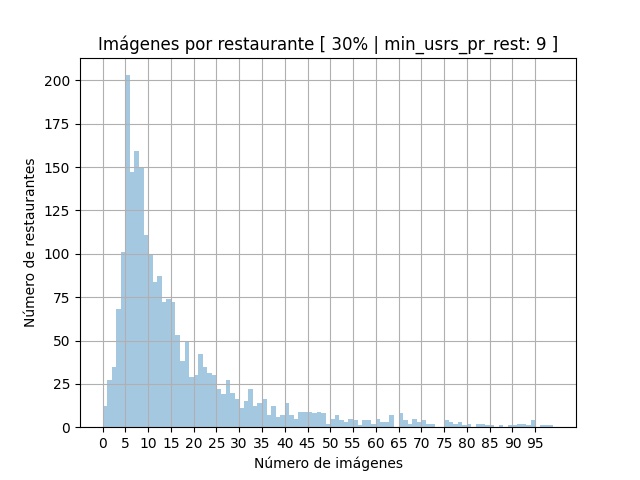 Imágenes por restaurante [ 30% | min_usrs_pr_rest: 9 ]
200
175
150
125
100
75
50
25
0
Número de restaurantes
0 5 10 15 20 25 30 35 40 45 50 55 60 65 70 75 80 85 90 95
Número de imágenes